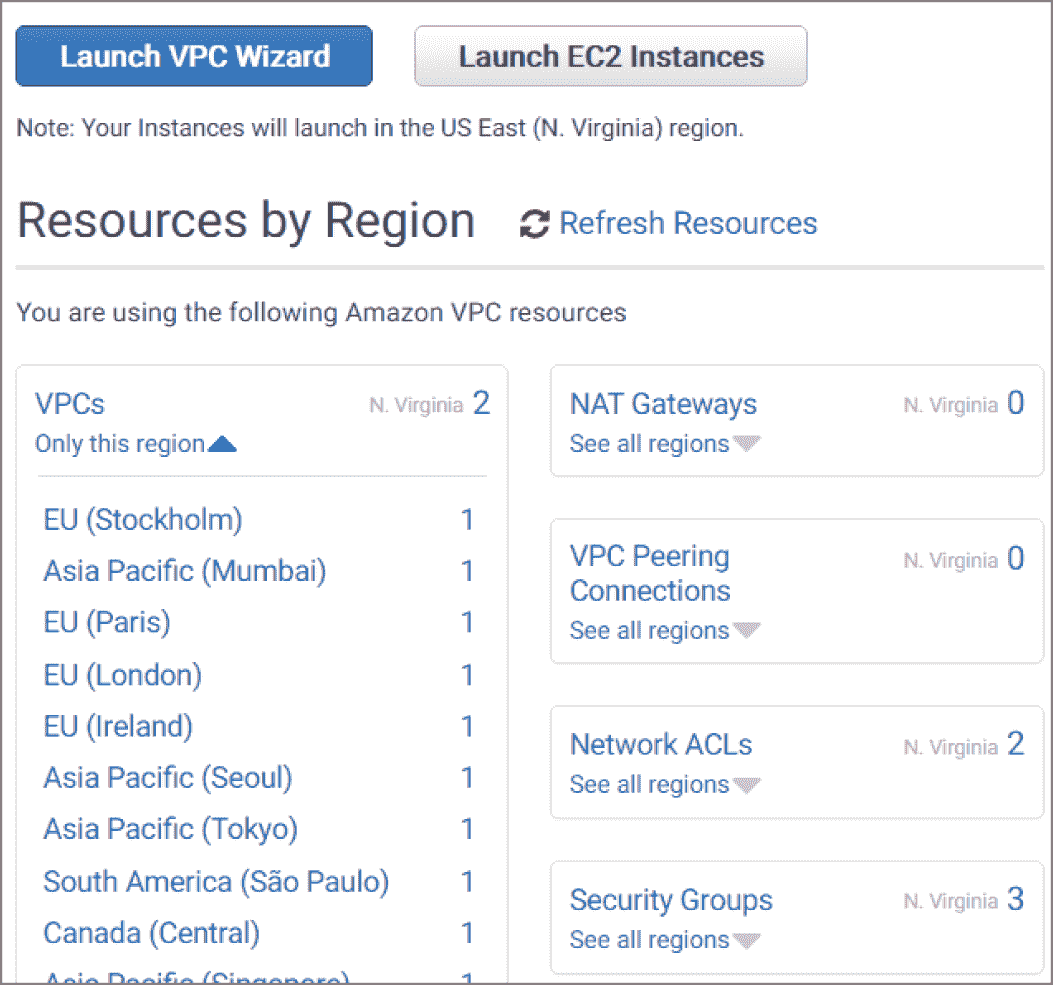 Launch VPC Wizard
Launch EC2 Instances
Note: Your Instances will launch in the US East (N. Virginia) region.
Resources by Region
Refresh Resources
You are using the following Amazon VPC resources
VPCs N. Virginia 2
Only this region
EU (Stockholm) 1
Asia Pacific (Mumbai) 1
EU (Paris) 1
EU (London) 1
EU (Ireland) 1
Asia Pacific (Seoul) 1
Asia Pacific (Tokyo) 1
South America (São Paulo) 1
Canada (Central) 1
Asia Pacific (Singapore) 1
NAT Gateways N. Virginia 0
See all regions
VPC Peering N. Virginia 0
Connections
See all regions
Network ACLs N. Virginia 2
See all regions
Security Groups N. Virginia 3
See all regions